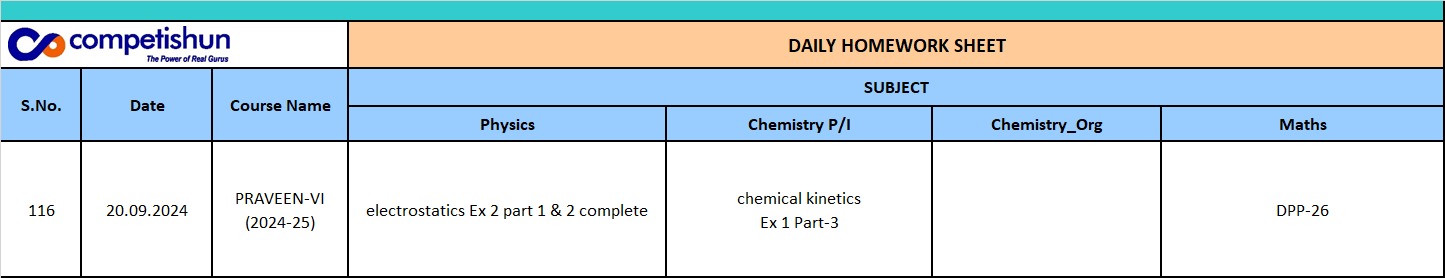 competishun
The Power of Real Gurus
DAILY HOMEWORK SHEET
S.No.
Date
Course Name
SUBJECT
Physics
Chemistry P/I
Chemistry_Org
Maths
116
20.09.2024
PRAVEEN-VI
(2024-25)
electrostatics Ex 2 part 1 & 2 complete
chemical kinetics
Ex 1 Part-3
DPP-26